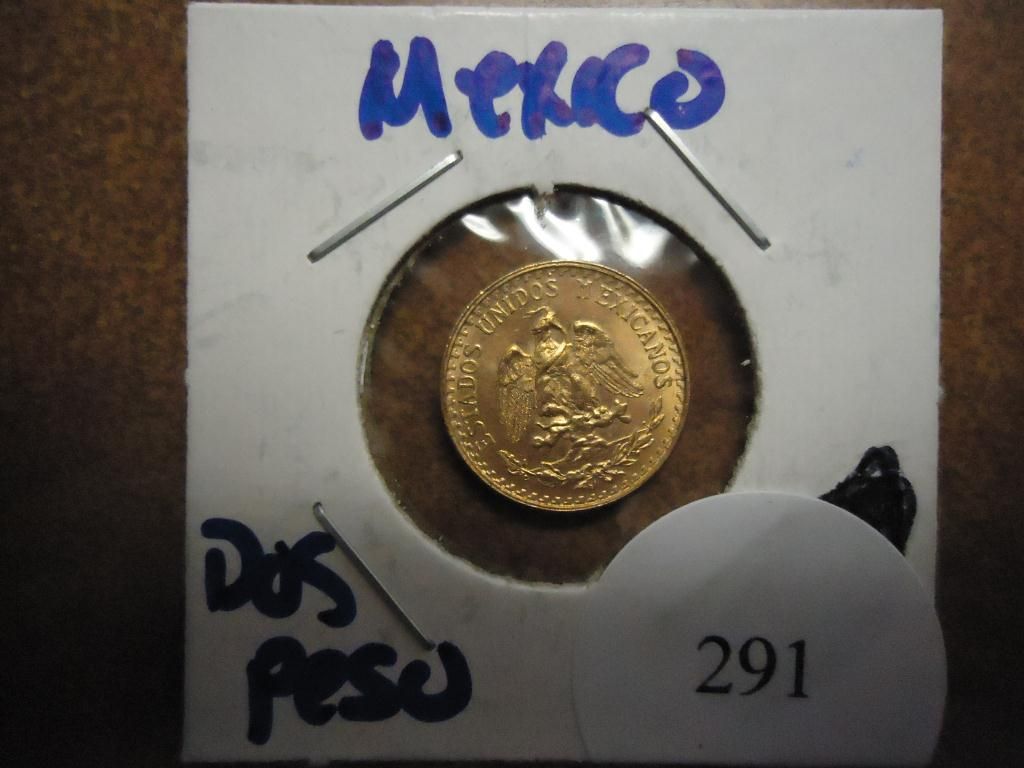 Mexico
ESTADOS UNIDOS MEXICANOS
Dos
Peso
291